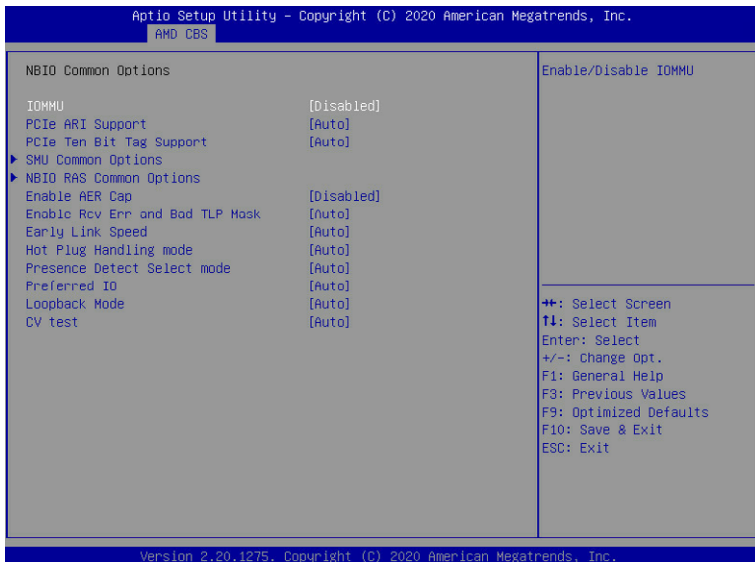 Aptio Setup Utility – Copyright (C) 2020 American Megatrends, Inc.
AMD CBS
NBIO Common Options
IOMMU [Disabled]
PCIe ARI Support [Auto]
PCIe Ten Bit Tag Support [Auto]
SMU Common Options
NBIO RAS Common Options
Enable AER Cap [Disabled]
Enable Rcv Err and Bad TLP Mask [Auto]
Early Link Speed [Auto]
Hot Plug Handling mode [Auto]
Presence Detect Select mode [Auto]
Preferred IO [Auto]
Loopback Mode [Auto]
CV test [Auto]
Enable/Disable IOMMU
→←: Select Screen
↑↓: Select Item
Enter: Select
+/-: Change Opt.
F1: General Help
F3: Previous Values
F9: Optimized Defaults
F10: Save & Exit
ESC: Exit
Version 2.20.1275. Copyright (C) 2020 American Megatrends, Inc.